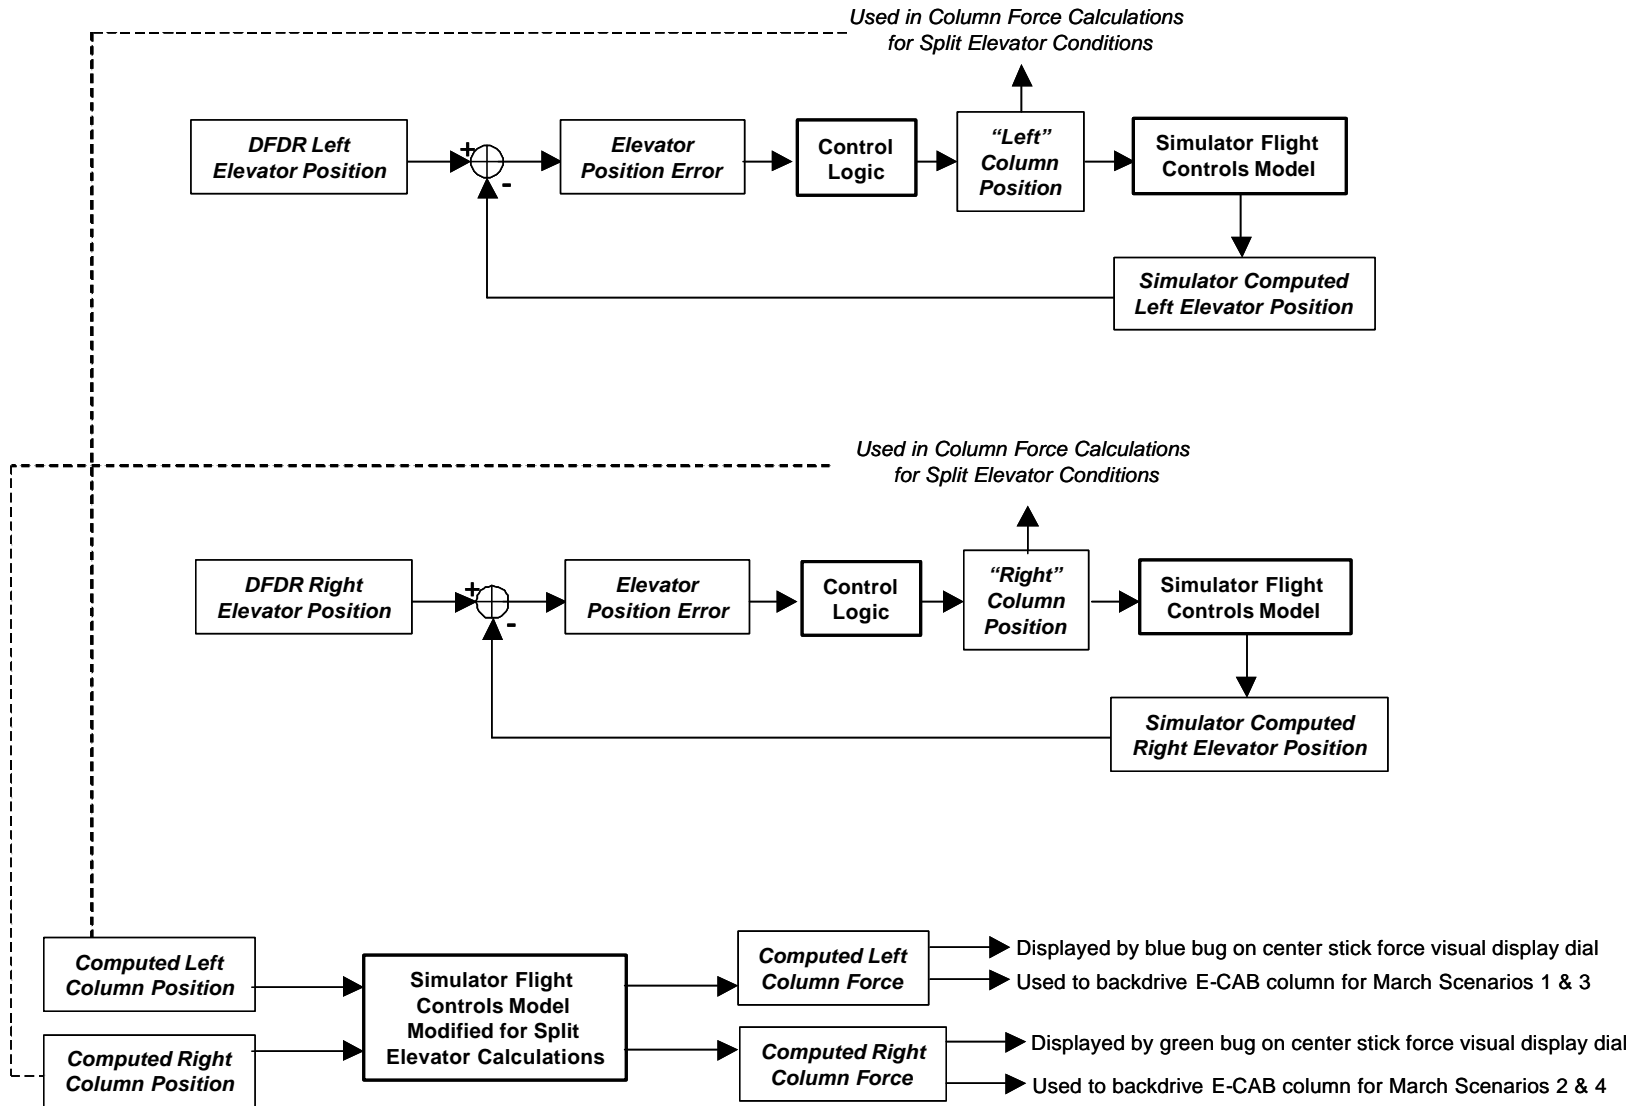 Used in Column Force Calculations
for Split Elevator Conditions
DFDR Left
Elevator Position
+
-
Elevator
Position Error
Control
Logic
“Left”
Column
Position
Simulator Flight
Controls Model
Simulator Computed
Left Elevator Position
Used in Column Force Calculations
for Split Elevator Conditions
DFDR Right
Elevator Position
+
-
Elevator
Position Error
Control
Logic
“Right”
Column
Position
Simulator Flight
Controls Model
Simulator Computed
Right Elevator Position
Computed Left
Column Position
Computed Right
Column Position
Simulator Flight
Controls Model
Modified for Split
Elevator Calculations
Computed Left
Column Force
Displayed by blue bug on center stick force visual display dial
Used to backdrive E-CAB column for March Scenarios 1 & 3
Computed Right
Column Force
Displayed by green bug on center stick force visual display dial
Used to backdrive E-CAB column for March Scenarios 2 & 4